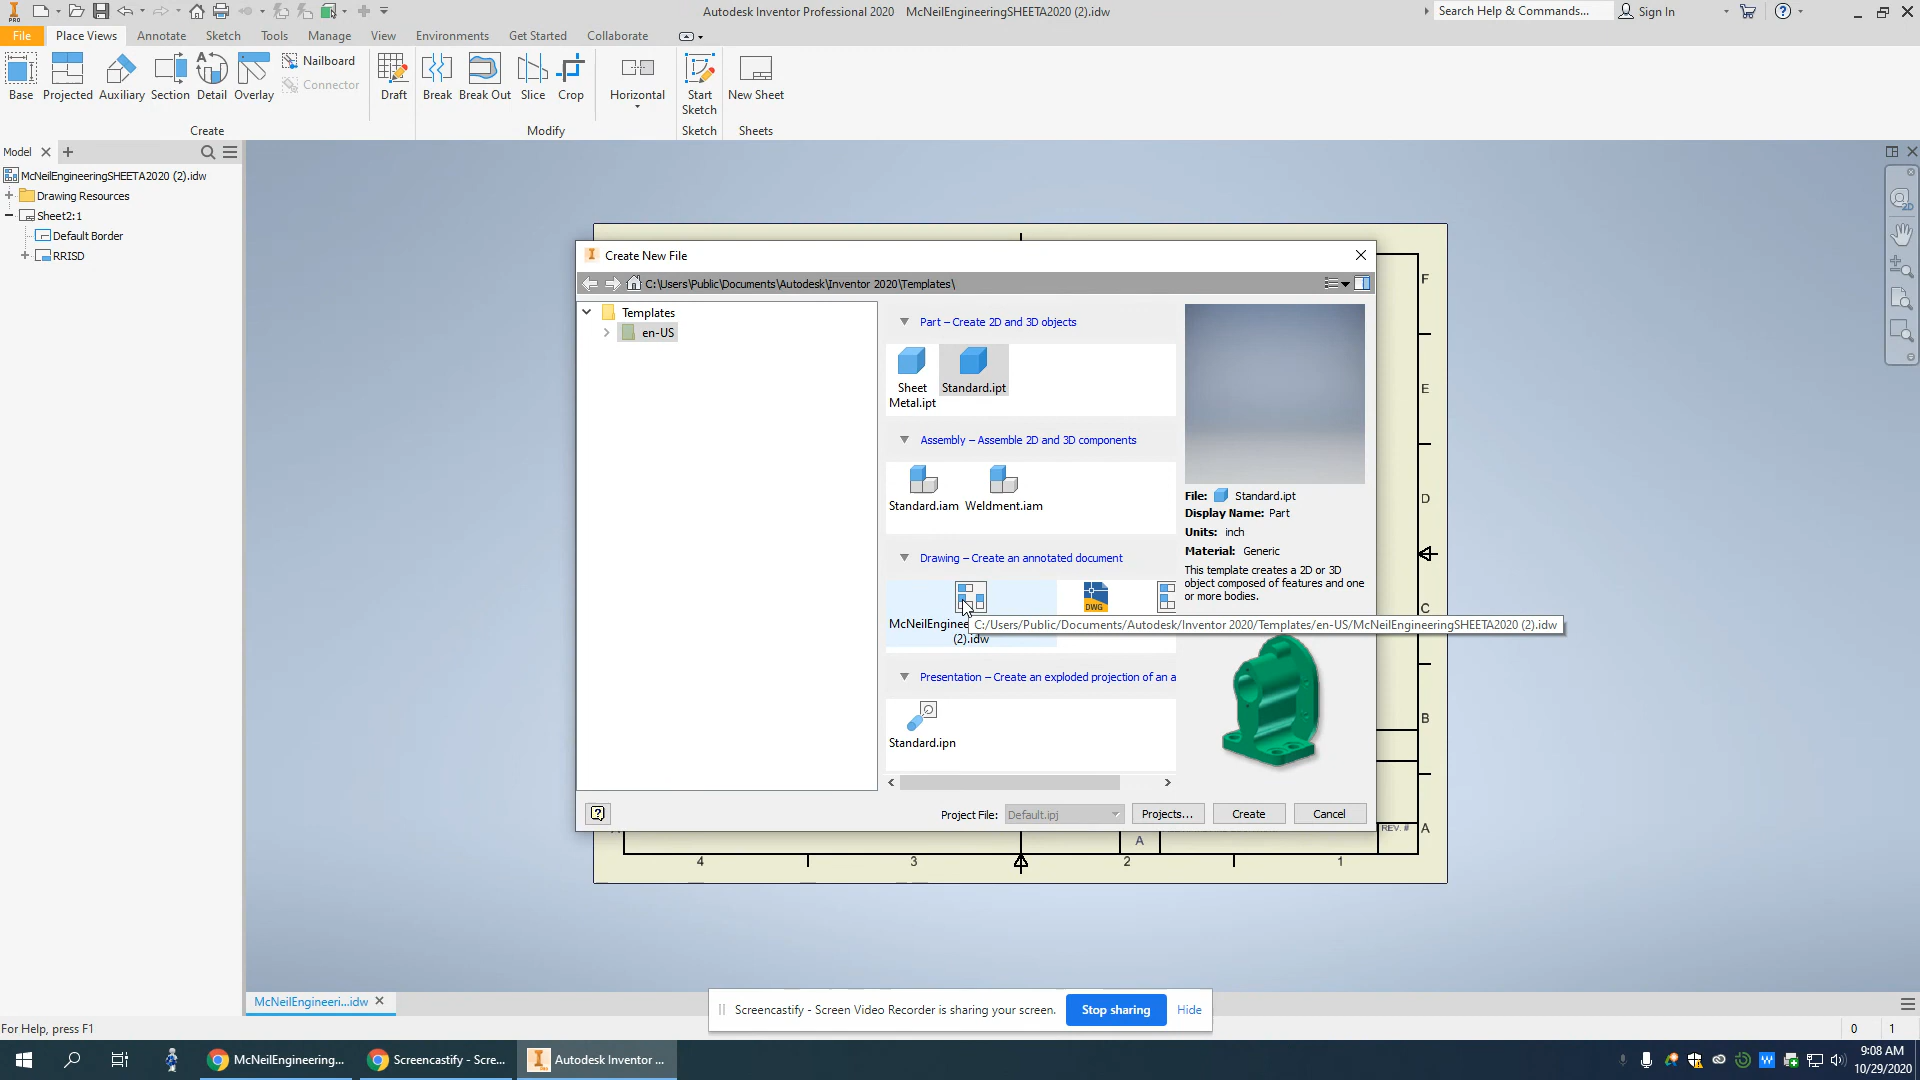 PRO
Autodesk Inventor Professional 2020 McNeilEngineeringSHEETA2020 (2).idw
Search Help & Commands...
Sign In
File
Place Views
Annotate
Sketch
Tools
Manage
View
Environments
Get Started
Collaborate
Base
Projected
Auxiliary
Section
Detail
Overlay
Nailboard
Connector
Draft
Break
Break Out
Slice
Crop
Horizontal
Start
Sketch
New Sheet
Create
Modify
Sketch
Sheets
Model
McNeilEngineeringSHEETA2020 (2).idw
Drawing Resources
Sheet2:1
Default Border
RRISD
2D
Create New File
C:\Users\Public\Documents\Autodesk\Inventor 2020\Templates\
Templates
en-US
Part – Create 2D and 3D objects
Sheet
Metal.ipt
Standard.ipt
Assembly – Assemble 2D and 3D components
Standard.iam
Weldment.iam
Drawing – Create an annotated document
DWG
McNeilEngine
(2).idw
C:/Users/Public/Documents/Autodesk/Inventor 2020/Templates/en-US/McNeilEngineeringSHEETA2020 (2).idw
Presentation – Create an exploded projection of an a
Standard.ipn
File: Standard.ipt
Display Name: Part
Units: inch
Material: Generic
This template creates a 2D or 3D
object composed of features and one
or more bodies.
Project File: Default.ipj
Projects...
Create
Cancel
F
E
D
C
B
A
REV. #
A
4
3
2
1
McNeilEngineeri...idw
Screencastify - Screen Video Recorder is sharing your screen.
Stop sharing
Hide
For Help, press F1
0
1
McNeilEngineering...
Screencastify - Scre...
Autodesk Inventor ...
9:08 AM
10/29/2020